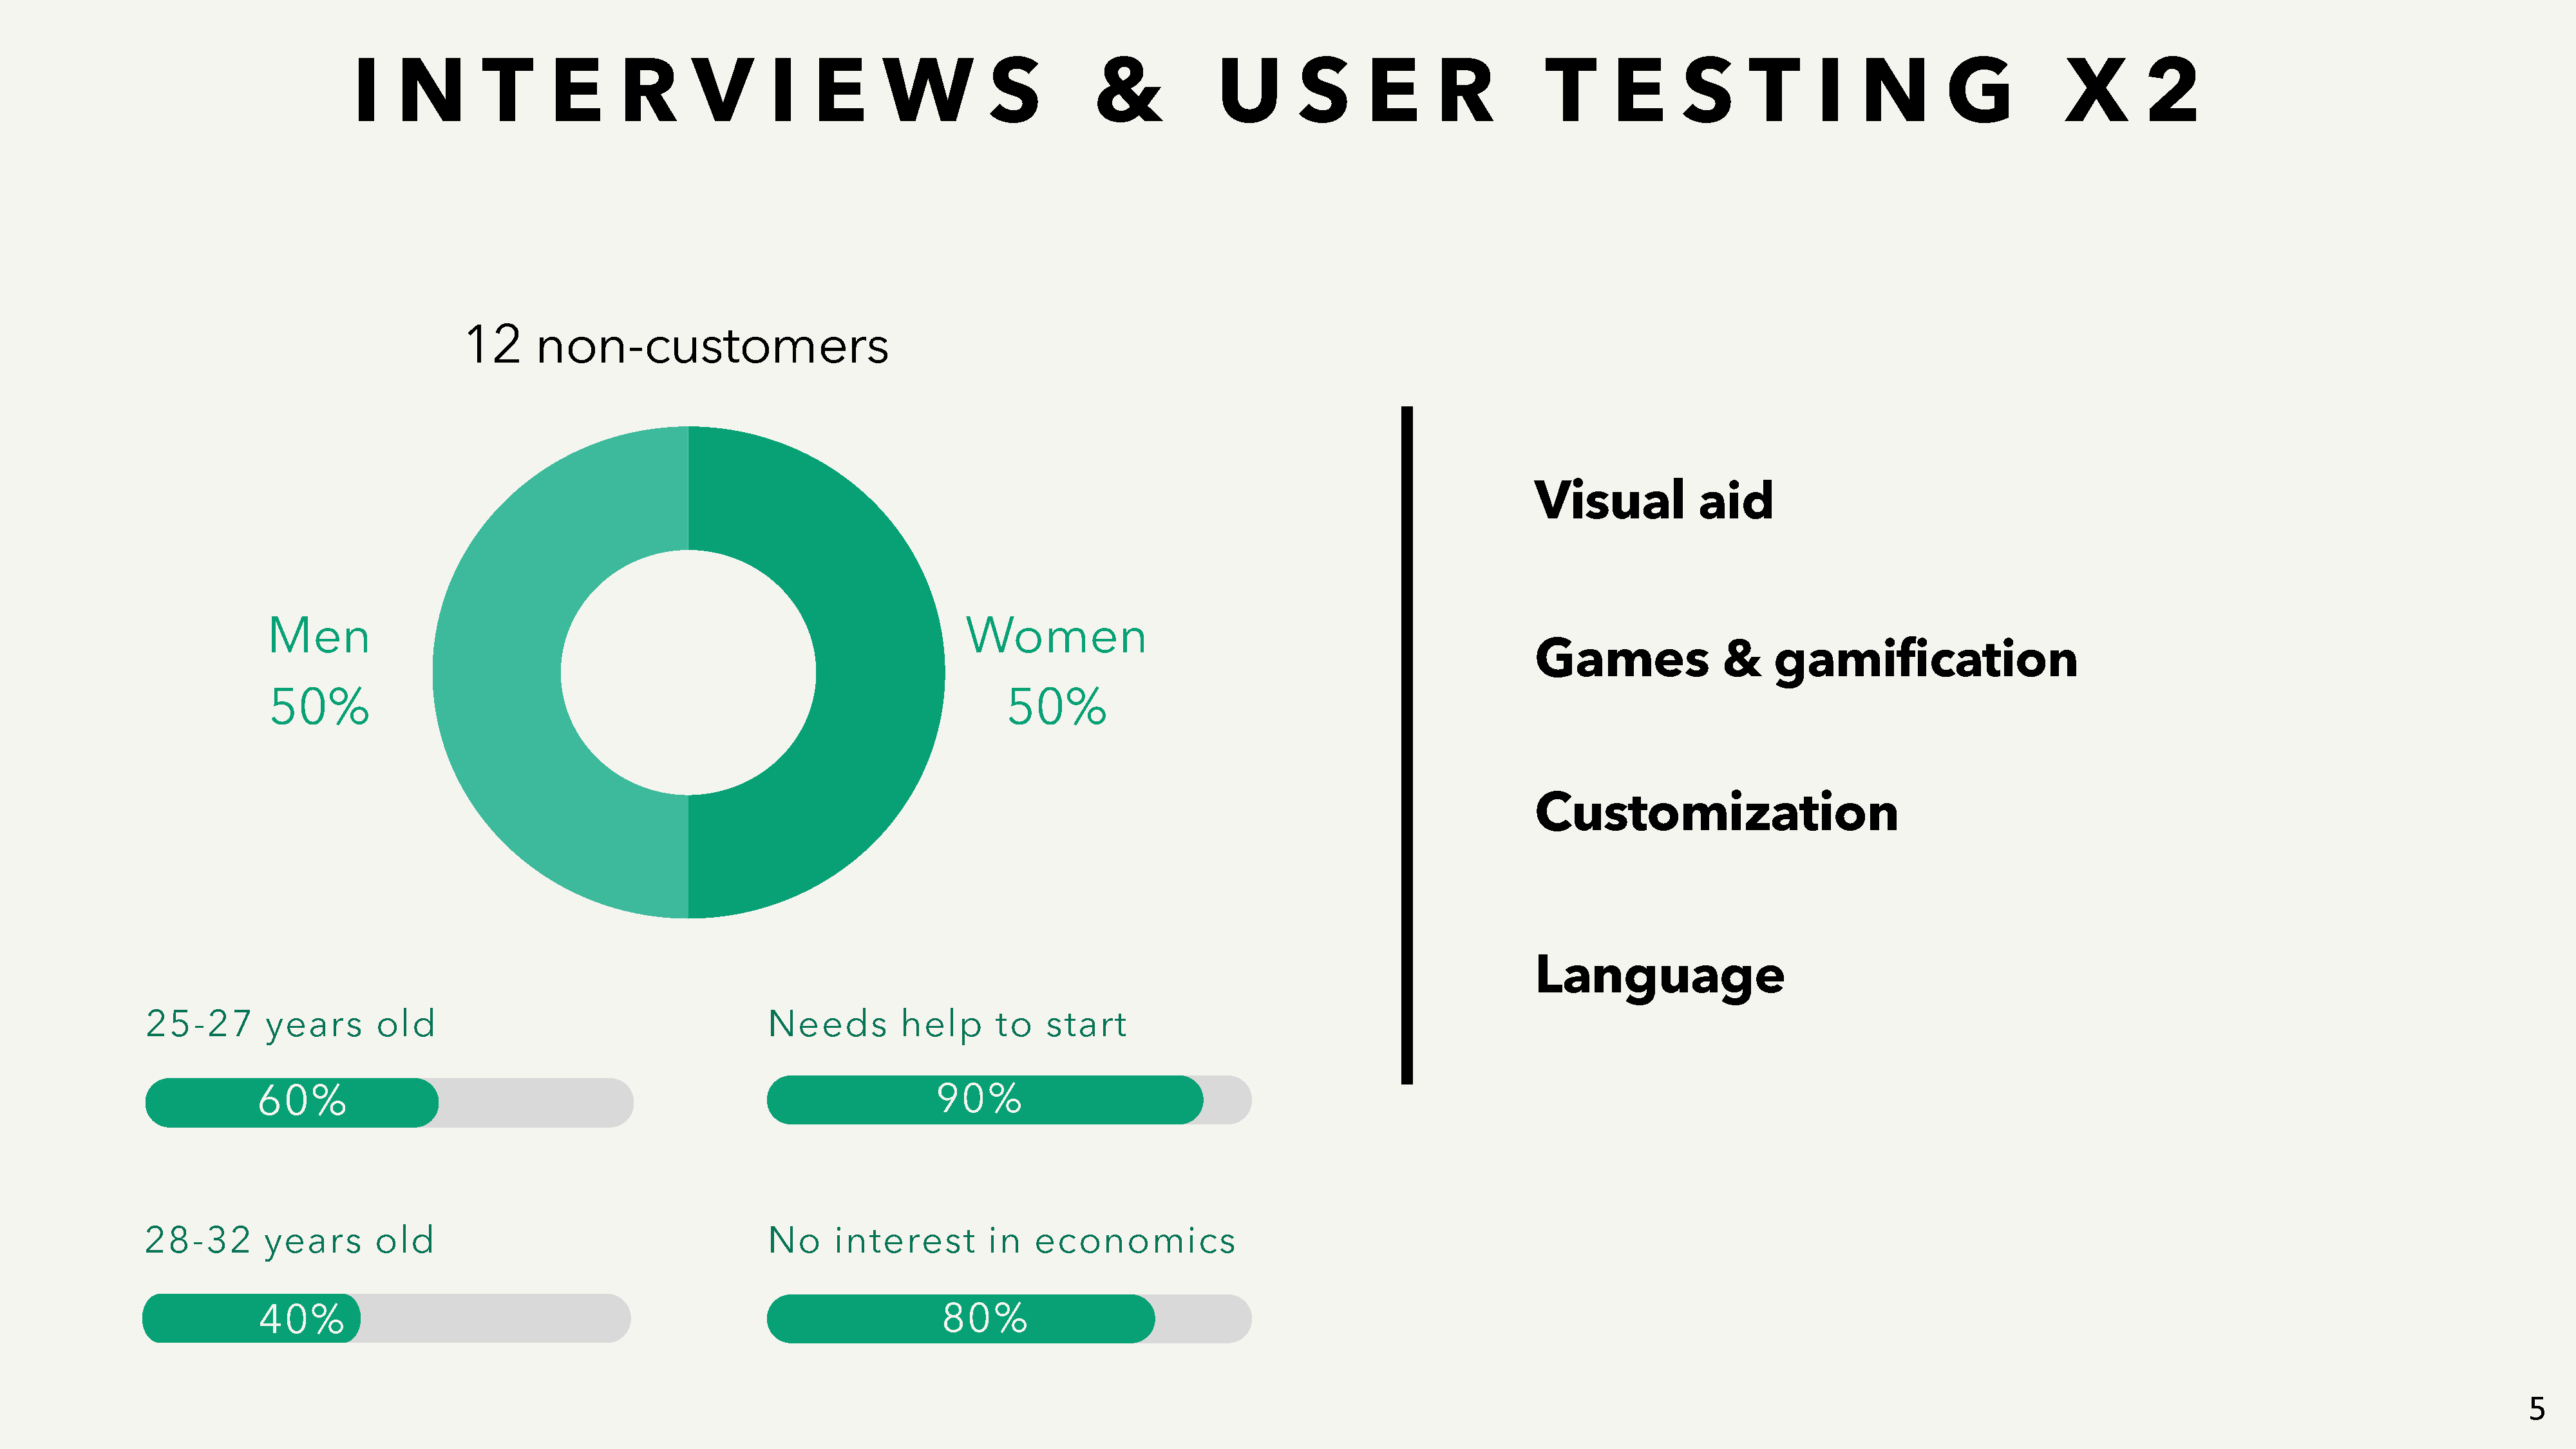 INTERVIEWS & USER TESTING X2
12 non-customers
Men
50%
Women
50%
25-27 years old
60%
Needs help to start
90%
28-32 years old
40%
No interest in economics
80%
Visual aid
Games & gamification
Customization
Language
5